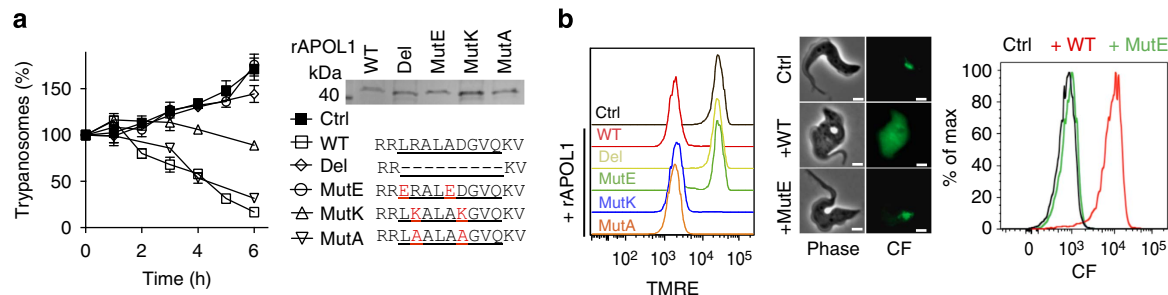 a
Trypanosomes (%)
150
100
50
0
0 2 4 6
Time (h)
rAPOL1
WT Del MutE MutK MutA
kDa
40
Ctrl
WT RRLRALADGVQKV
Del RR---------KV
MutE RRERALEDGVQKV
MutK RRLKALAKGVQKV
MutA RRLAALAAGVQKV
b
+ rAPOL1
Ctrl
WT
Del
MutE
MutK
MutA
10² 10³ 10⁴ 10⁵
TMRE
Ctrl
+WT
+MutE
Phase CF
Ctrl + WT + MutE
% of max
100
80
60
40
20
0
0 10³ 10⁴ 10⁵
CF